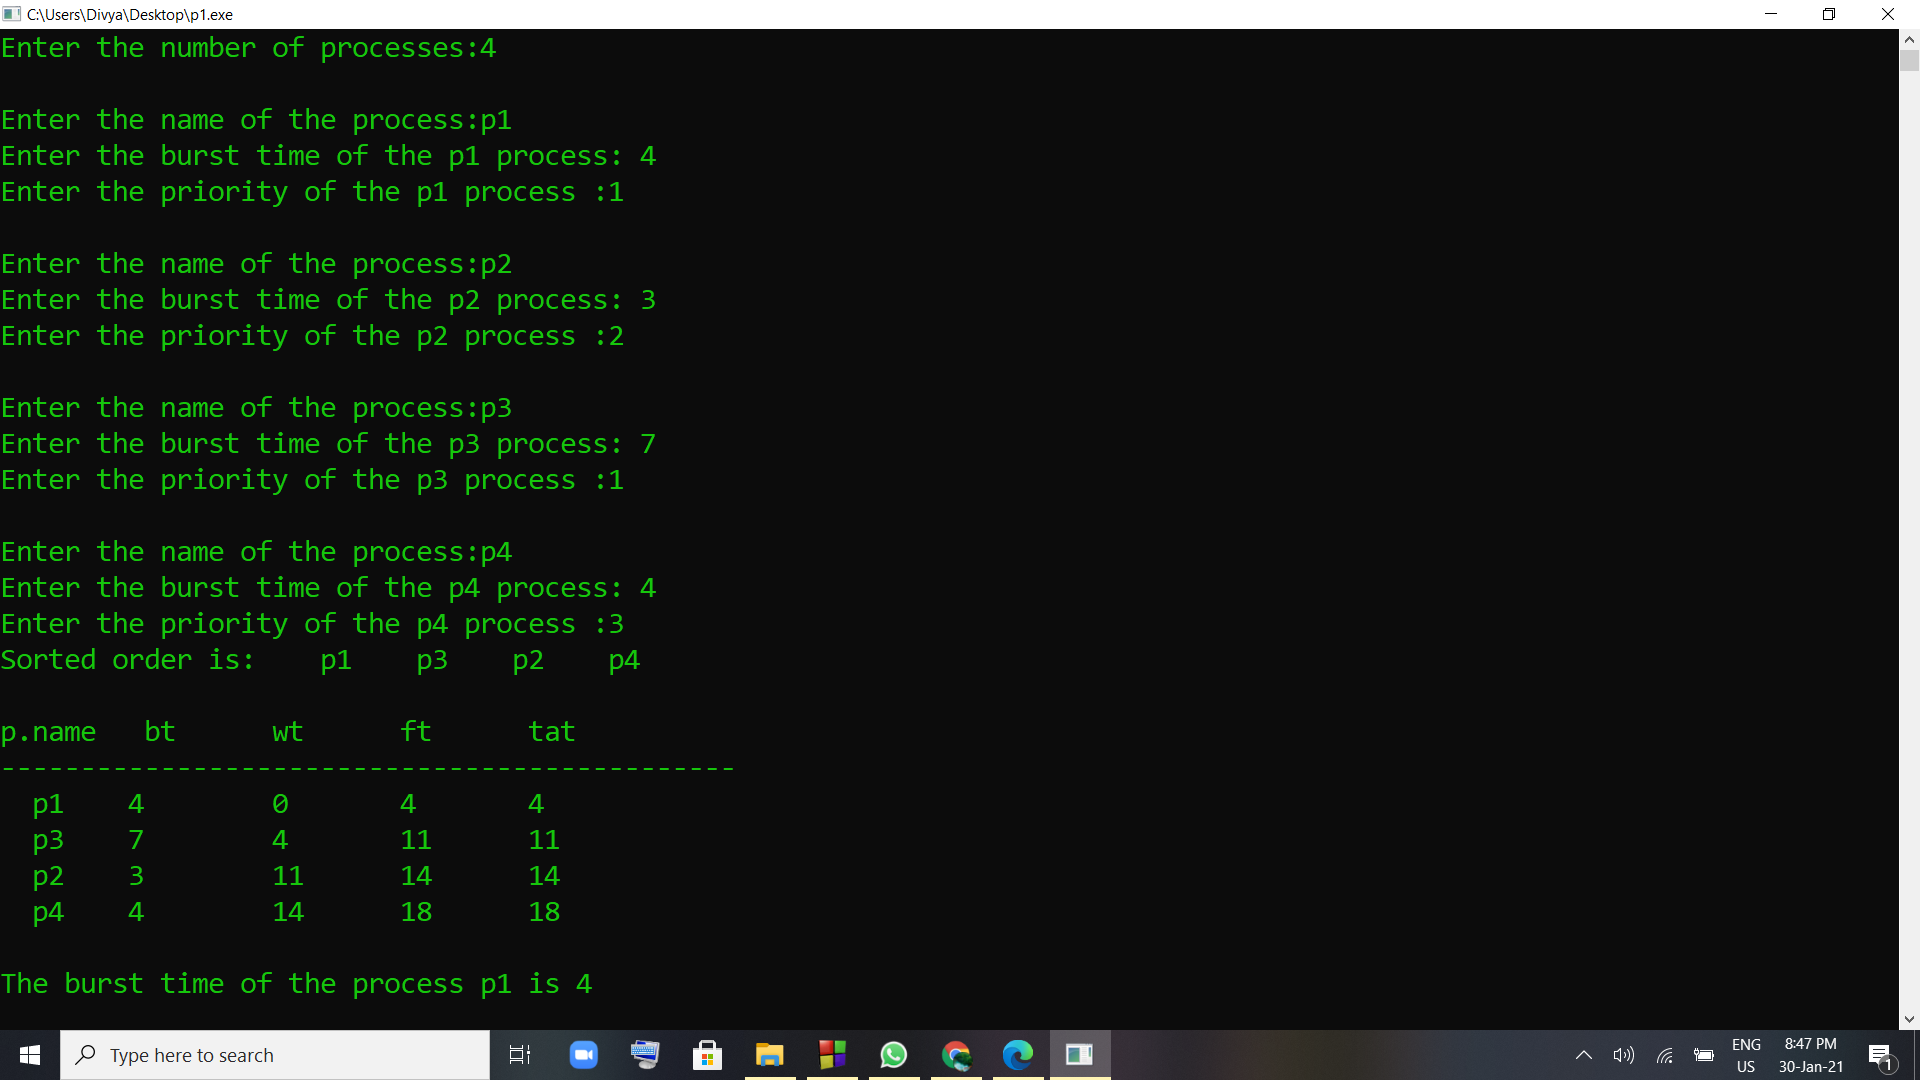 C:\Users\Divya\Desktop\p1.exe
Enter the number of processes:4
Enter the name of the process:p1
Enter the burst time of the p1 process: 4
Enter the priority of the p1 process :1
Enter the name of the process:p2
Enter the burst time of the p2 process: 3
Enter the priority of the p2 process :2
Enter the name of the process:p3
Enter the burst time of the p3 process: 7
Enter the priority of the p3 process :1
Enter the name of the process:p4
Enter the burst time of the p4 process: 4
Enter the priority of the p4 process :3
Sorted order is:    p1    p3    p2    p4
p.name   bt      wt      ft      tat
----------------------------------------------
p1    4        0       4       4
p3    7        4       11      11
p2    3        11      14      14
p4    4        14      18      18
The burst time of the process p1 is 4
Type here to search
ENG
US
8:47 PM
30-Jan-21
1